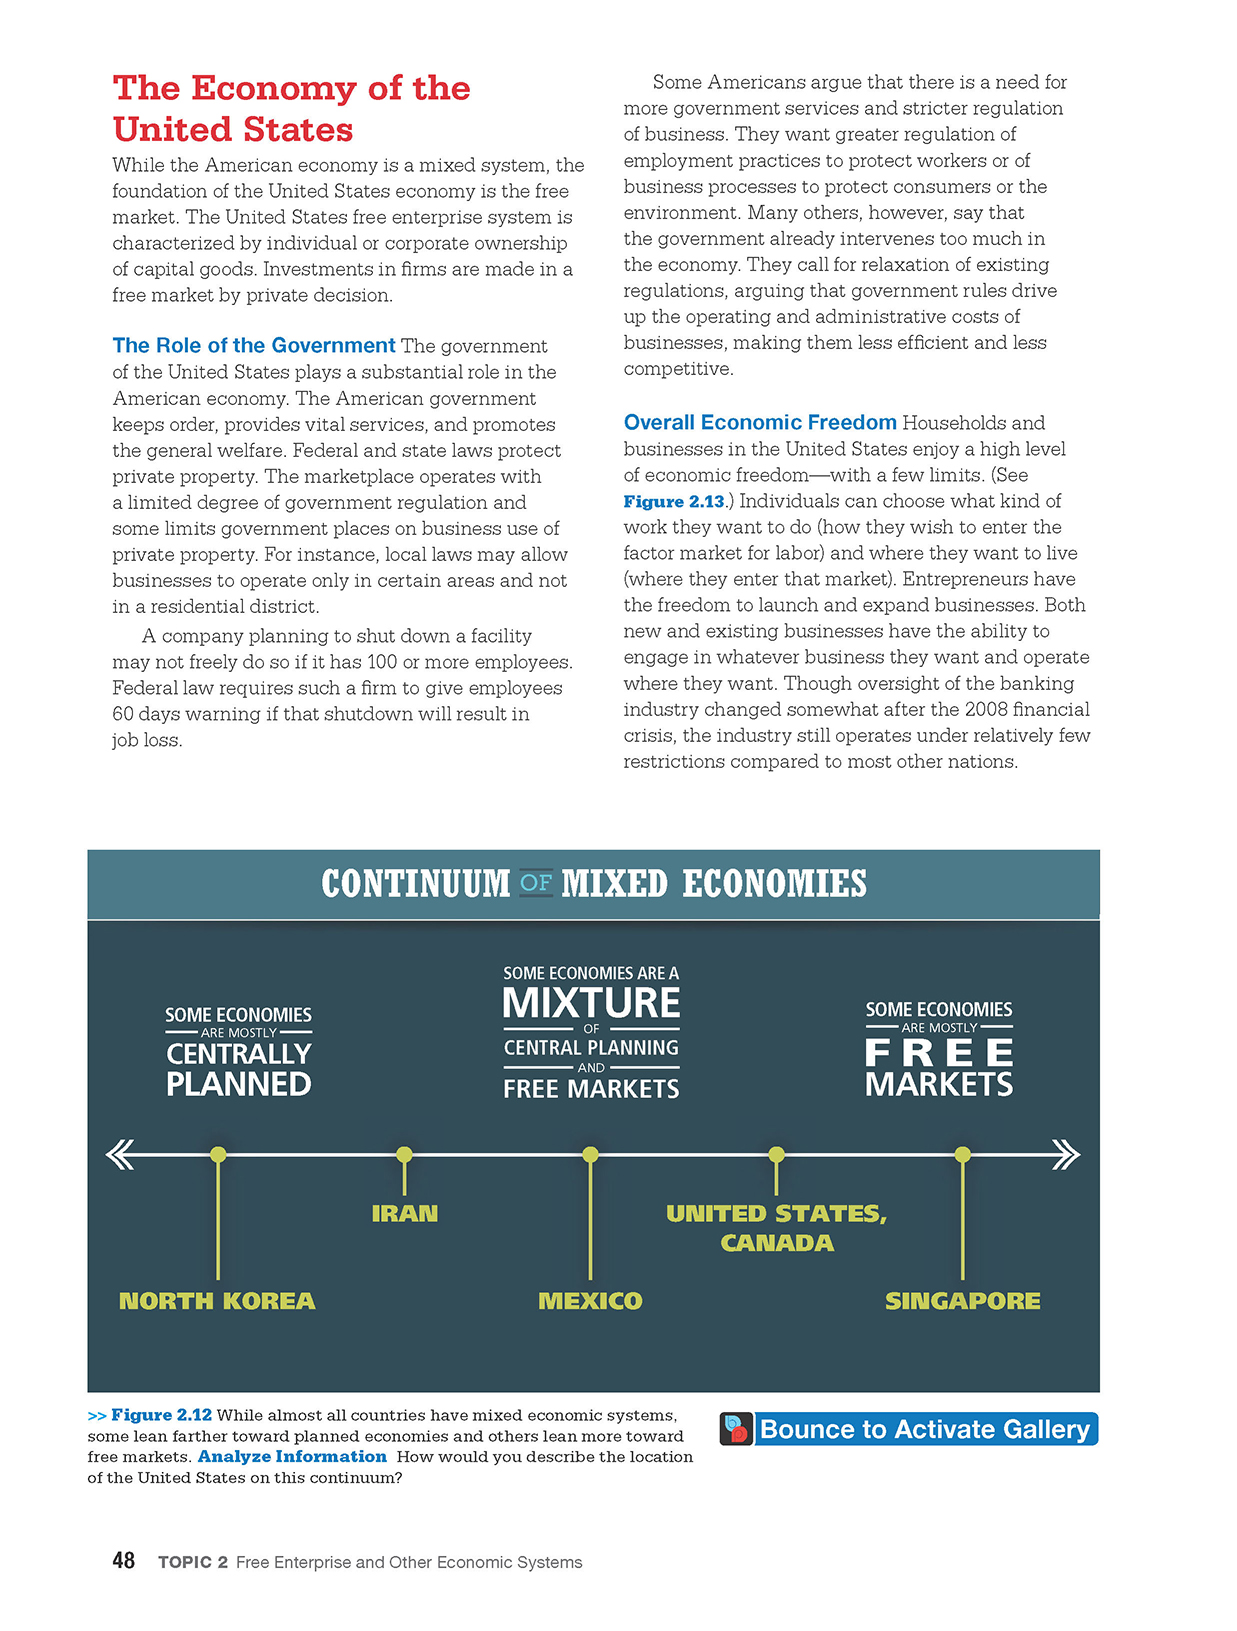 The Economy of the
United States
While the American economy is a mixed system, the
foundation of the United States economy is the free
market. The United States free enterprise system is
characterized by individual or corporate ownership
of capital goods. Investments in firms are made in a
free market by private decision.
The Role of the Government The government
of the United States plays a substantial role in the
American economy. The American government
keeps order, provides vital services, and promotes
the general welfare. Federal and state laws protect
private property. The marketplace operates with
a limited degree of government regulation and
some limits government places on business use of
private property. For instance, local laws may allow
businesses to operate only in certain areas and not
in a residential district.
A company planning to shut down a facility
may not freely do so if it has 100 or more employees.
Federal law requires such a firm to give employees
60 days warning if that shutdown will result in
job loss.
Some Americans argue that there is a need for
more government services and stricter regulation
of business. They want greater regulation of
employment practices to protect workers or of
business processes to protect consumers or the
environment. Many others, however, say that
the government already intervenes too much in
the economy. They call for relaxation of existing
regulations, arguing that government rules drive
up the operating and administrative costs of
businesses, making them less efficient and less
competitive.
Overall Economic Freedom Households and
businesses in the United States enjoy a high level
of economic freedom—with a few limits. (See
Figure 2.13.) Individuals can choose what kind of
work they want to do (how they wish to enter the
factor market for labor) and where they want to live
(where they enter that market). Entrepreneurs have
the freedom to launch and expand businesses. Both
new and existing businesses have the ability to
engage in whatever business they want and operate
where they want. Though oversight of the banking
industry changed somewhat after the 2008 financial
crisis, the industry still operates under relatively few
restrictions compared to most other nations.
CONTINUUM OF MIXED ECONOMIES
SOME ECONOMIES
ARE MOSTLY
CENTRALLY
PLANNED
SOME ECONOMIES ARE A
MIXTURE
OF
CENTRAL PLANNING
AND
FREE MARKETS
SOME ECONOMIES
ARE MOSTLY
FREE
MARKETS
IRAN
UNITED STATES,
CANADA
NORTH KOREA
MEXICO
SINGAPORE
>> Figure 2.12 While almost all countries have mixed economic systems,
some lean farther toward planned economies and others lean more toward
free markets. Analyze Information How would you describe the location
of the United States on this continuum?
Bounce to Activate Gallery
48 TOPIC 2 Free Enterprise and Other Economic Systems